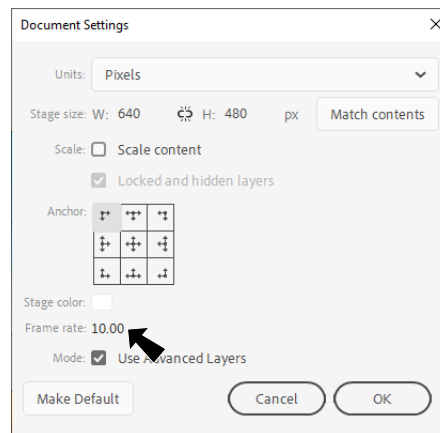 Document Settings
Units: Pixels
Stage size: W: 640 H: 480 px Match contents
Scale: Scale content
Locked and hidden layers
Anchor:
Stage color:
Frame rate: 10.00
Mode: Use Advanced Layers
Make Default Cancel OK